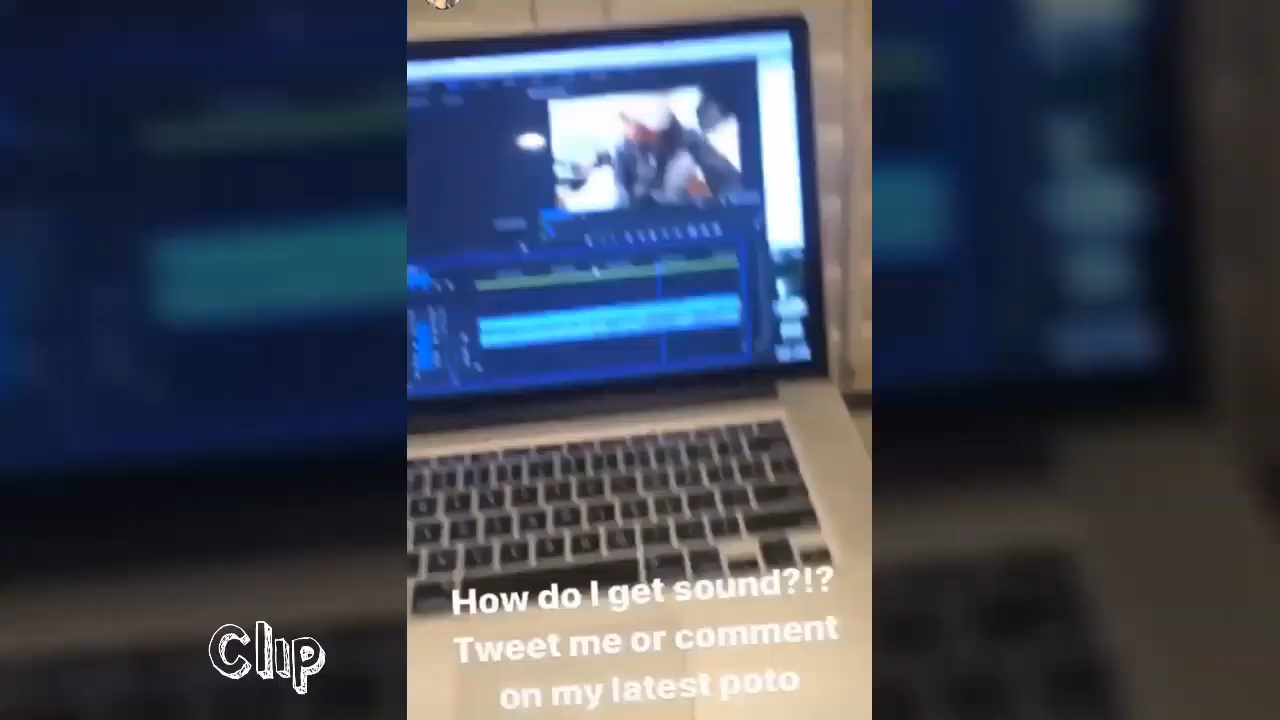 How do I get sound?!?
Tweet me or comment
on my latest poto
Clip